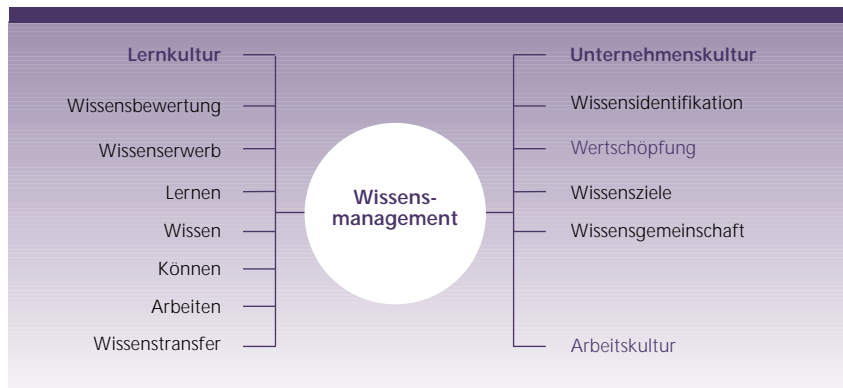 Lernkultur
Wissensbewertung
Wissenserwerb
Lernen
Wissen
Können
Arbeiten
Wissenstransfer
Wissens-
management
Unternehmenskultur
Wissensidentifikation
Wertschöpfung
Wissensziele
Wissensgemeinschaft
Arbeitskultur